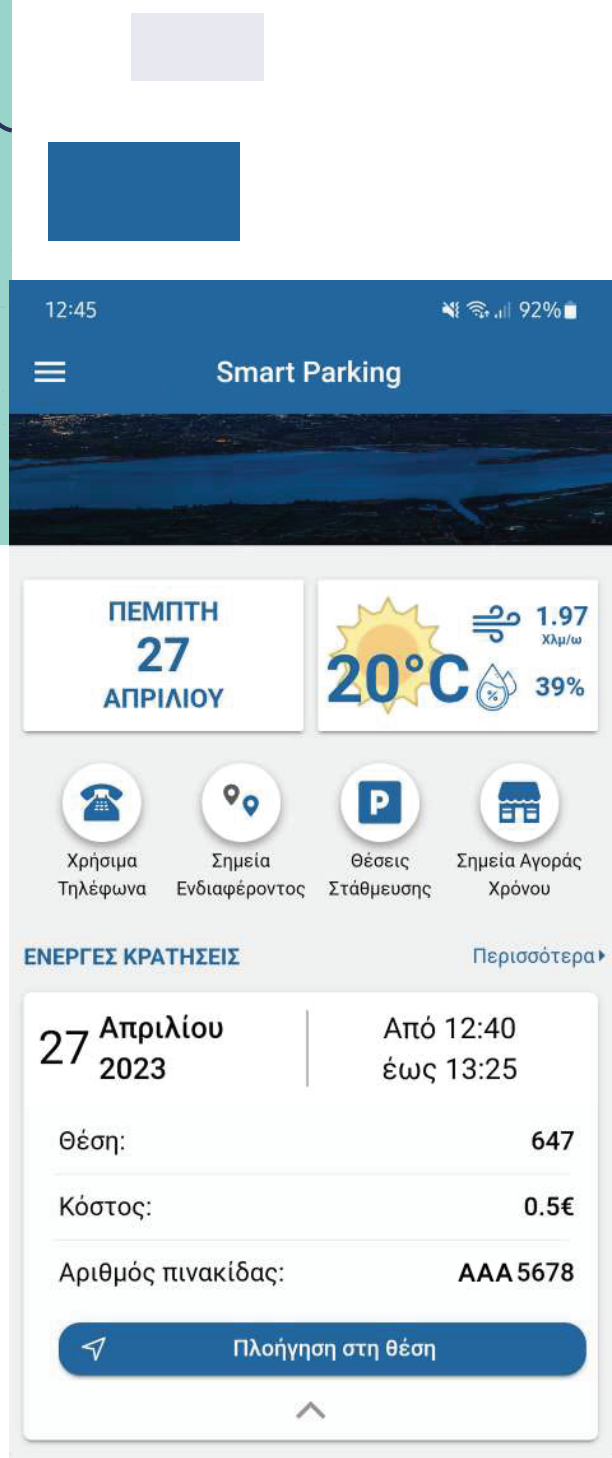 12:45 92%
Smart Parking
ΠΕΜΠΤΗ
27
ΑΠΡΙΛΙΟΥ
20°C
1.97
Χλμ/ω
%
39%
P
Χρήσιμα
Τηλέφωνα
Σημεία
Ενδιαφέροντος
Θέσεις
Στάθμευσης
Σημεία Αγοράς
Χρόνου
ΕΝΕΡΓΕΣ ΚΡΑΤΗΣΕΙΣ Περισσότερα
27 Απριλίου
2023
Από 12:40
έως 13:25
Θέση: 647
Κόστος: 0.5€
Αριθμός πινακίδας: ΑΑΑ5678
Πλοήγηση στη θέση